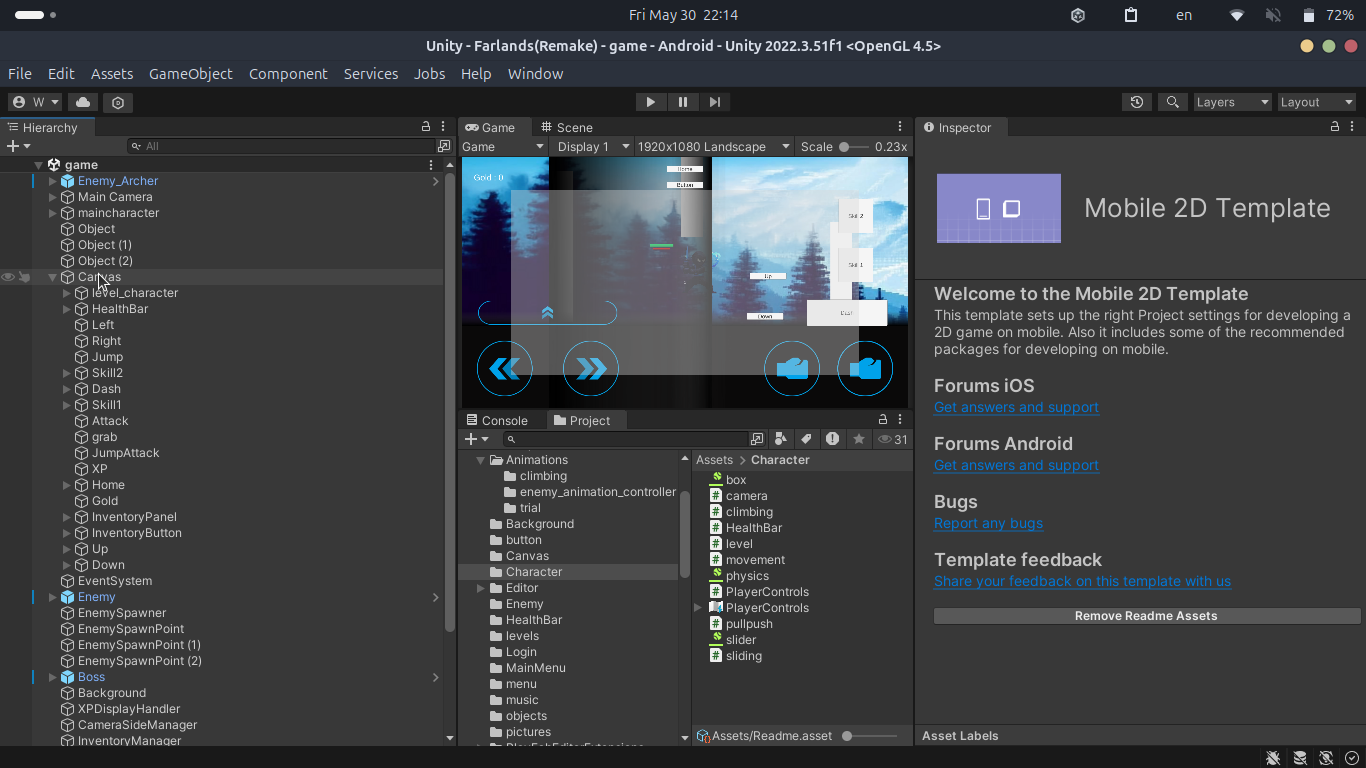 Fri May 30 22:14
en
72%
Unity - Farlands(Remake) - game - Android - Unity 2022.3.51f1 <OpenGL 4.5>
File Edit Assets GameObject Component Services Jobs Help Window
W
Layers
Layout
Hierarchy
All
game
Enemy_Archer
Main Camera
maincharacter
Object
Object (1)
Object (2)
Canvas
level_character
HealthBar
Left
Right
Jump
Skill2
Dash
Skill1
Attack
grab
JumpAttack
XP
Home
Gold
InventoryPanel
InventoryButton
Up
Down
EventSystem
Enemy
EnemySpawner
EnemySpawnPoint
EnemySpawnPoint (1)
EnemySpawnPoint (2)
Boss
Background
XPDisplayHandler
CameraSideManager
InventoryManager
Game
Scene
Game
Display 1
1920x1080 Landscape
Scale
0.23x
Gold : 0
Home
Button
Skill 2
Skill 1
Up
Down
Dash
Console
Project
31
Animations
climbing
enemy_animation_controller
trial
Background
button
Canvas
Character
Editor
Enemy
HealthBar
levels
Login
MainMenu
menu
music
objects
pictures
PlayFabEditorExtensions
Assets > Character
box
camera
climbing
HealthBar
level
movement
physics
PlayerControls
PlayerControls
pullpush
slider
sliding
Assets/Readme.asset
Inspector
Mobile 2D Template
Welcome to the Mobile 2D Template
This template sets up the right Project settings for developing a
2D game on mobile. Also it includes some of the recommended
packages for developing on mobile.
Forums iOS
Get answers and support
Forums Android
Get answers and support
Bugs
Report any bugs
Template feedback
Share your feedback on this template with us
Remove Readme Assets
Asset Labels